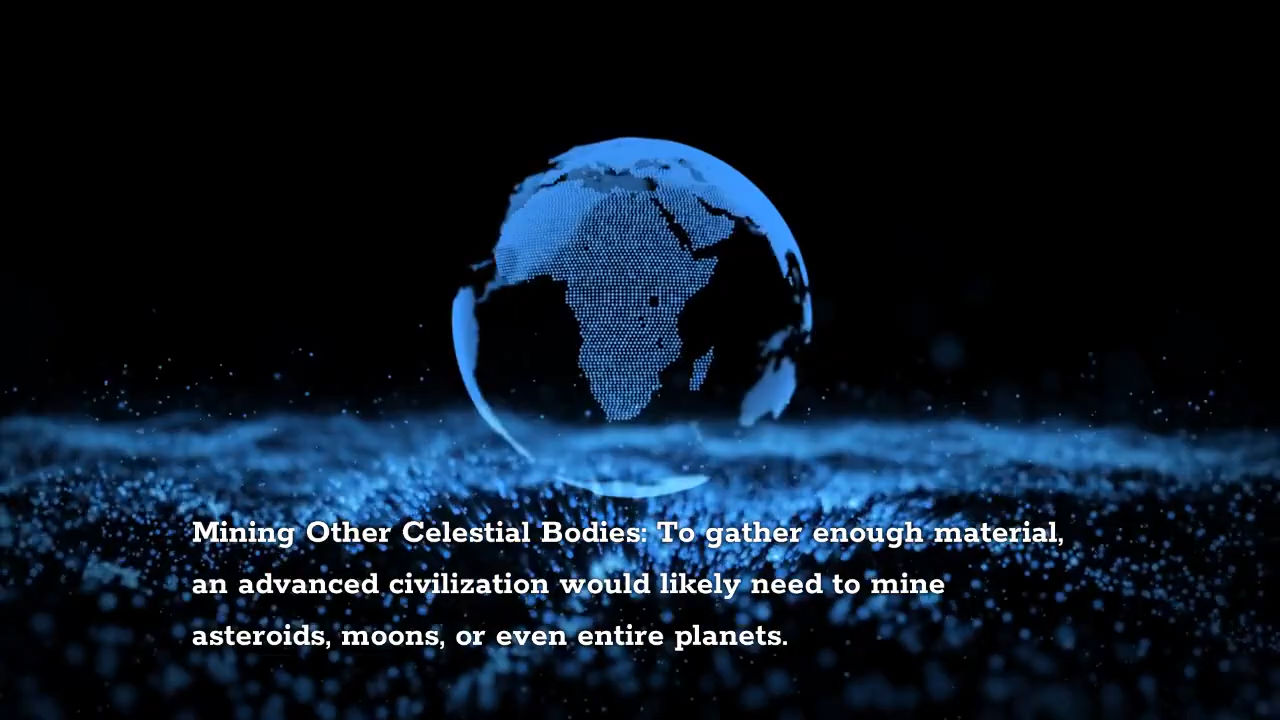 Mining Other Celestial Bodies: To gather enough material,
an advanced civilization would likely need to mine
asteroids, moons, or even entire planets.